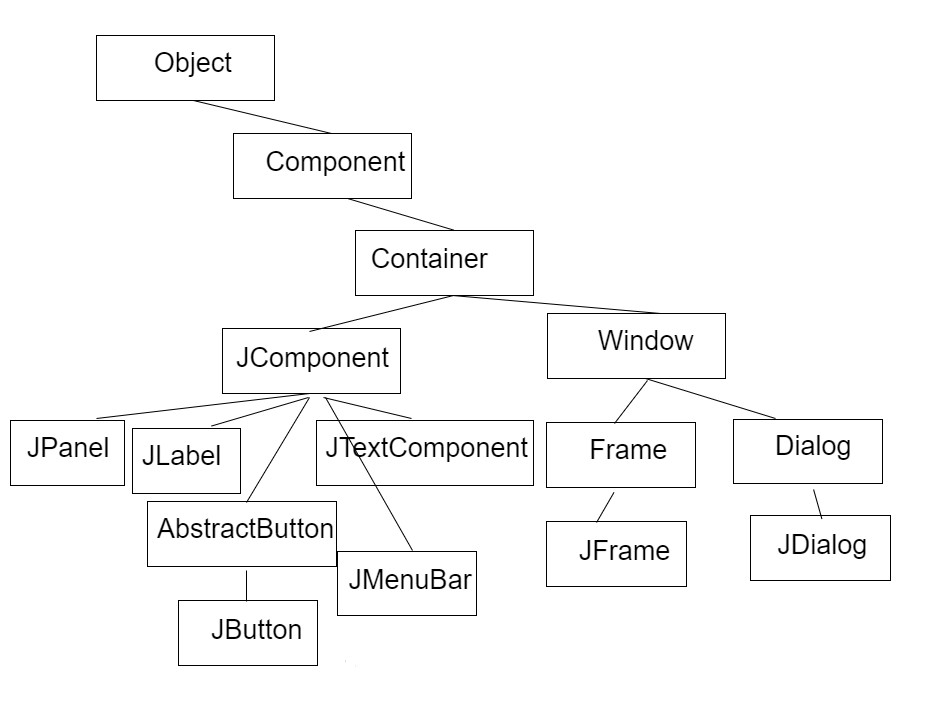 Object
Component
Container
JComponent
Window
JPanel
JLabel
JTextComponent
Frame
Dialog
AbstractButton
JMenuBar
JFrame
JDialog
JButton